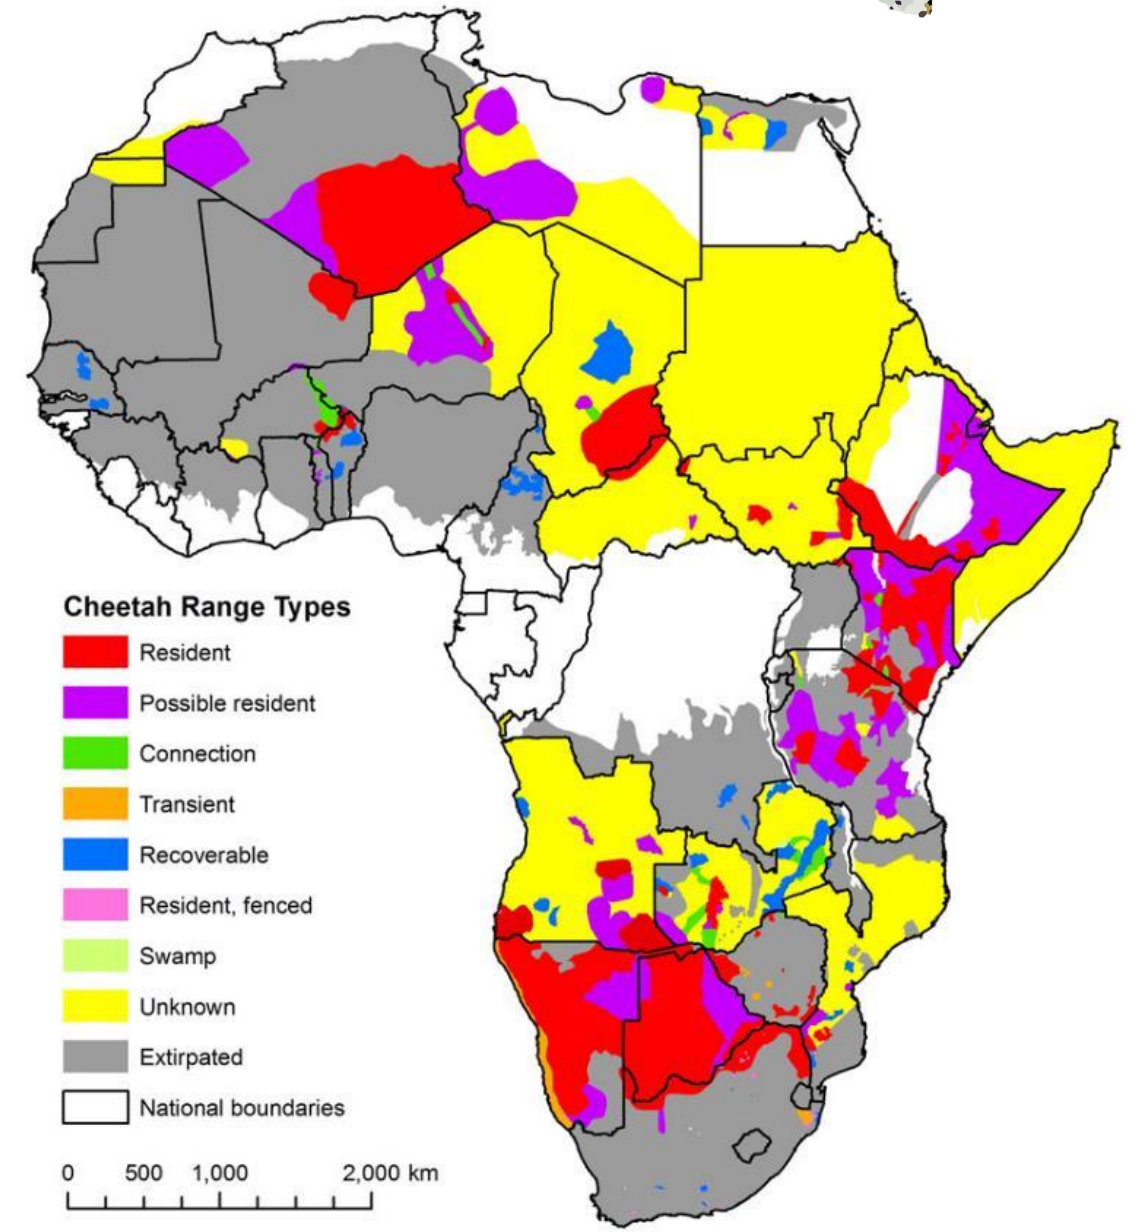 Cheetah Range Types
Resident
Possible resident
Connection
Transient
Recoverable
Resident, fenced
Swamp
Unknown
Extirpated
National boundaries
0 500 1,000 2,000 km